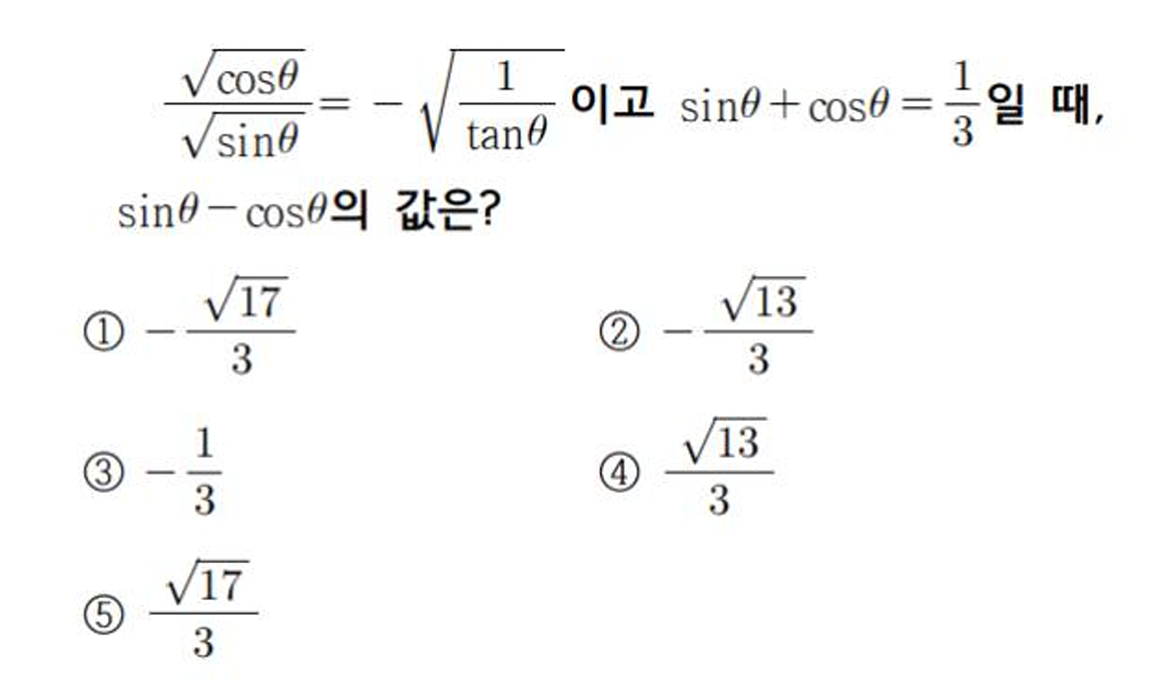 $\frac{\sqrt{\cos\theta}}{\sqrt{\sin\theta}} = -\sqrt{\frac{1}{\tan\theta}}$ 이고 $\sin\theta + \cos\theta = \frac{1}{3}$일 때,
$\sin\theta - \cos\theta$의 값은?
① $-\frac{\sqrt{17}}{3}$ ② $-\frac{\sqrt{13}}{3}$
③ $-\frac{1}{3}$ ④ $\frac{\sqrt{13}}{3}$
⑤ $\frac{\sqrt{17}}{3}$